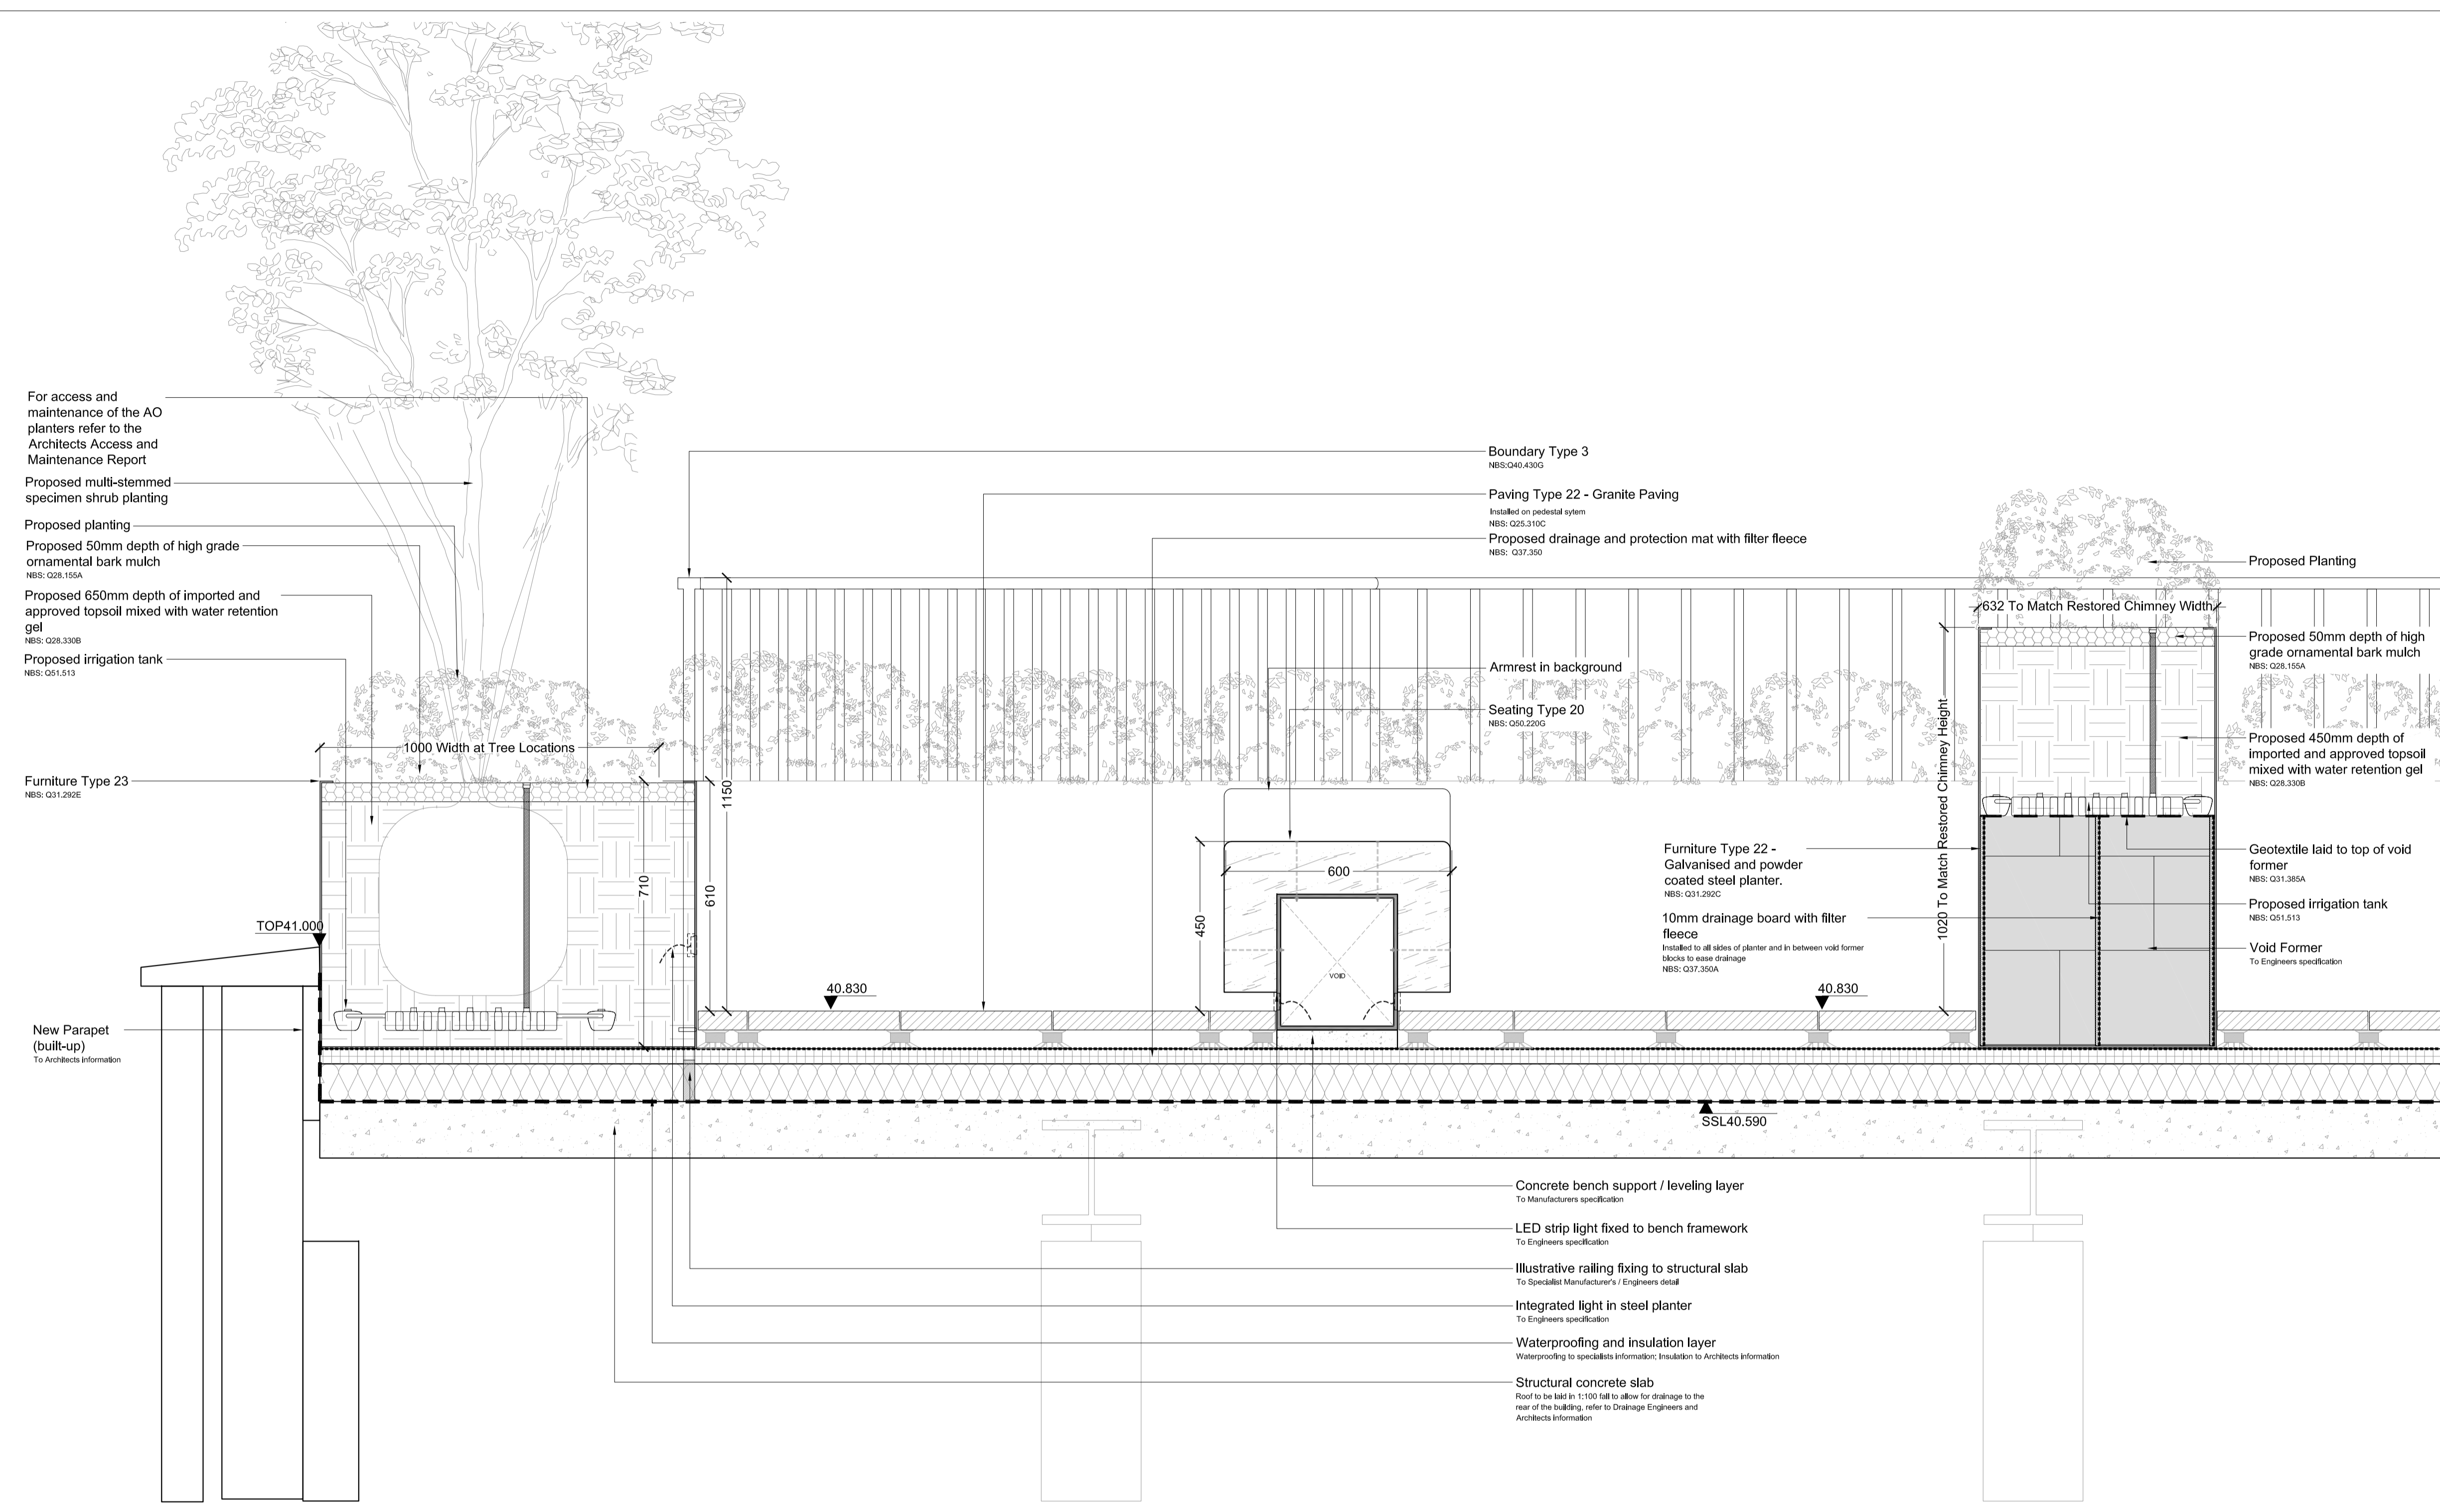 For access and
maintenance of the AO
planters refer to the
Architects Access and
Maintenance Report
Proposed multi-stemmed
specimen shrub planting
Proposed planting
Proposed 50mm depth of high grade
ornamental bark mulch
NBS: Q28.155A
Proposed 650mm depth of imported and
approved topsoil mixed with water retention
gel
NBS: Q28.330B
Proposed irrigation tank
NBS: Q51.513
1000 Width at Tree Locations
Furniture Type 23
NBS: Q31.292E
TOP41.000
New Parapet
(built-up)
To Architects information
710
610
1150
Boundary Type 3
NBS:Q40.430G
Paving Type 22 - Granite Paving
Installed on pedestal sytem
NBS: Q25.310C
Proposed drainage and protection mat with filter fleece
NBS: Q37.350
Armrest in background
Seating Type 20
NBS: Q50.220G
600
450
VOID
40.830
40.830
Furniture Type 22 -
Galvanised and powder
coated steel planter.
NBS: Q31.292C
10mm drainage board with filter
fleece
Installed to all sides of planter and in between void former
blocks to ease drainage
NBS: Q37.350A
1020 To Match Restored Chimney Height
632 To Match Restored Chimney Width
Proposed Planting
Proposed 50mm depth of high
grade ornamental bark mulch
NBS: Q28.155A
Proposed 450mm depth of
imported and approved topsoil
mixed with water retention gel
NBS: Q28.330B
Geotextile laid to top of void
former
NBS: Q31.385A
Proposed irrigation tank
NBS: Q51.513
Void Former
To Engineers specification
SSL40.590
Concrete bench support / leveling layer
To Manufacturers specification
LED strip light fixed to bench framework
To Engineers specification
Illustrative railing fixing to structural slab
To Specialist Manufacturer's / Engineers detail
Integrated light in steel planter
To Engineers specification
Waterproofing and insulation layer
Waterproofing to specialists information; Insulation to Architects information
Structural concrete slab
Roof to be laid in 1:100 fall to allow for drainage to the
rear of the building, refer to Drainage Engineers and
Architects information